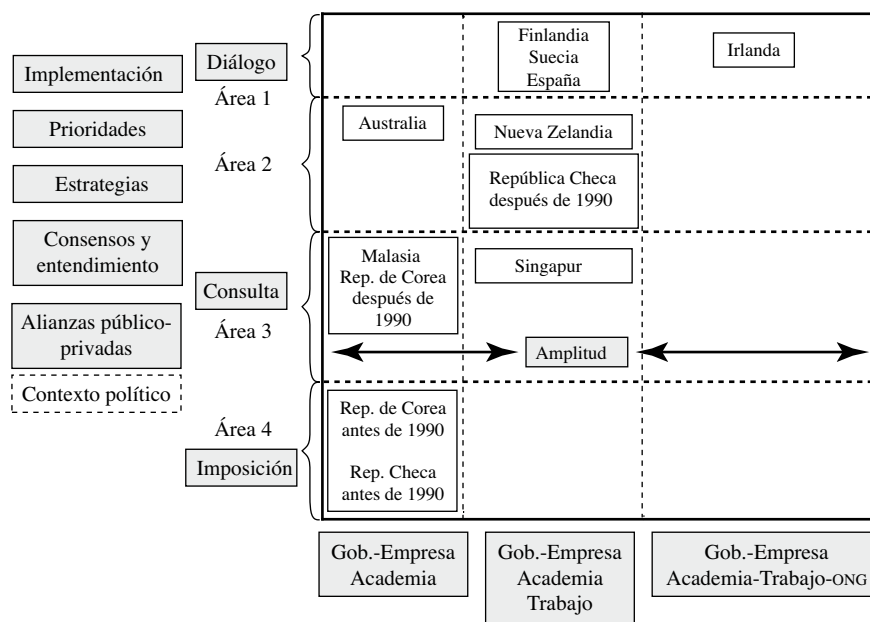 Implementación
Prioridades
Estrategias
Consensos y
entendimiento
Alianzas público-
privadas
Contexto político
Diálogo
Área 1
Área 2
Consulta
Área 3
Área 4
Imposición
Finlandia
Suecia
España
Irlanda
Australia
Nueva Zelandia
República Checa
después de 1990
Malasia
Rep. de Corea
después de
1990
Singapur
Amplitud
Rep. de Corea
antes de 1990
Rep. Checa
antes de 1990
Gob.-Empresa
Academia
Gob.-Empresa
Academia
Trabajo
Gob.-Empresa
Academia-Trabajo-ONG